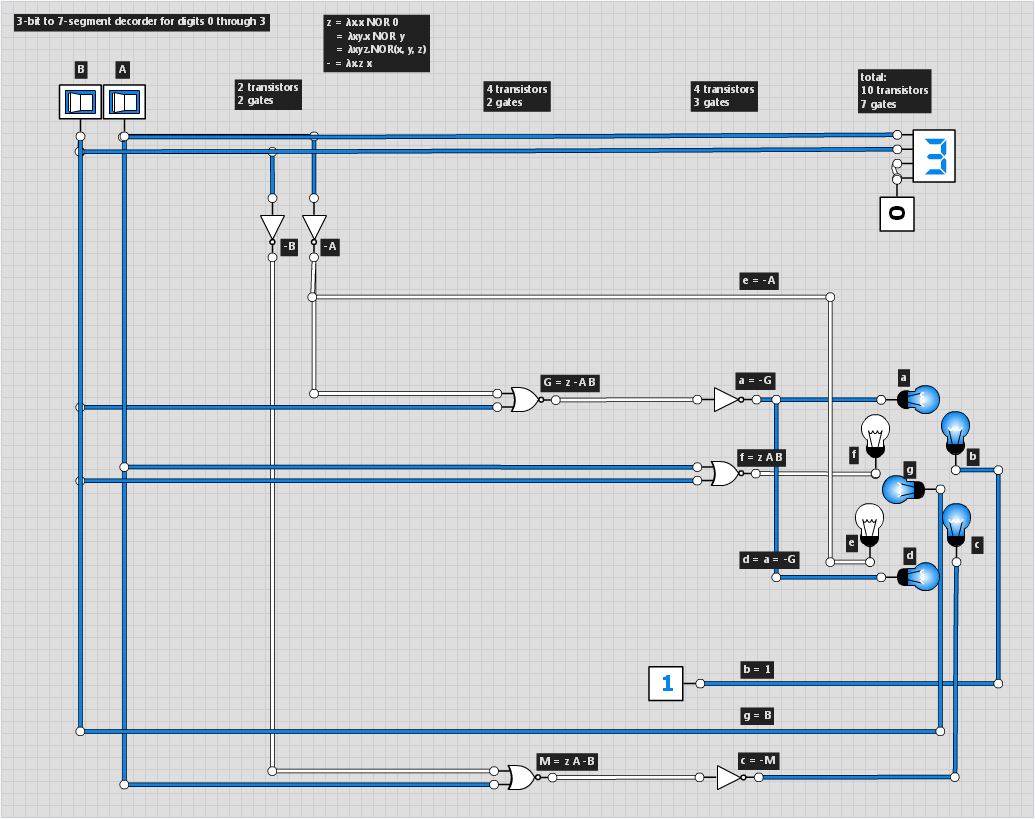 3-bit to 7-segment decorder for digits 0 through 3
z = λx.x NOR 0
= λxy.x NOR y
= λxyz.NOR(x, y, z)
- = λx.z x
B
A
2 transistors
2 gates
4 transistors
2 gates
4 transistors
3 gates
total:
10 transistors
7 gates
3
0
-B
-A
e = -A
G = z -A B
a = -G
a
f = z A B
f
b
g
e
c
d = a = -G
d
1
b = 1
g = B
M = z A -B
c = -M